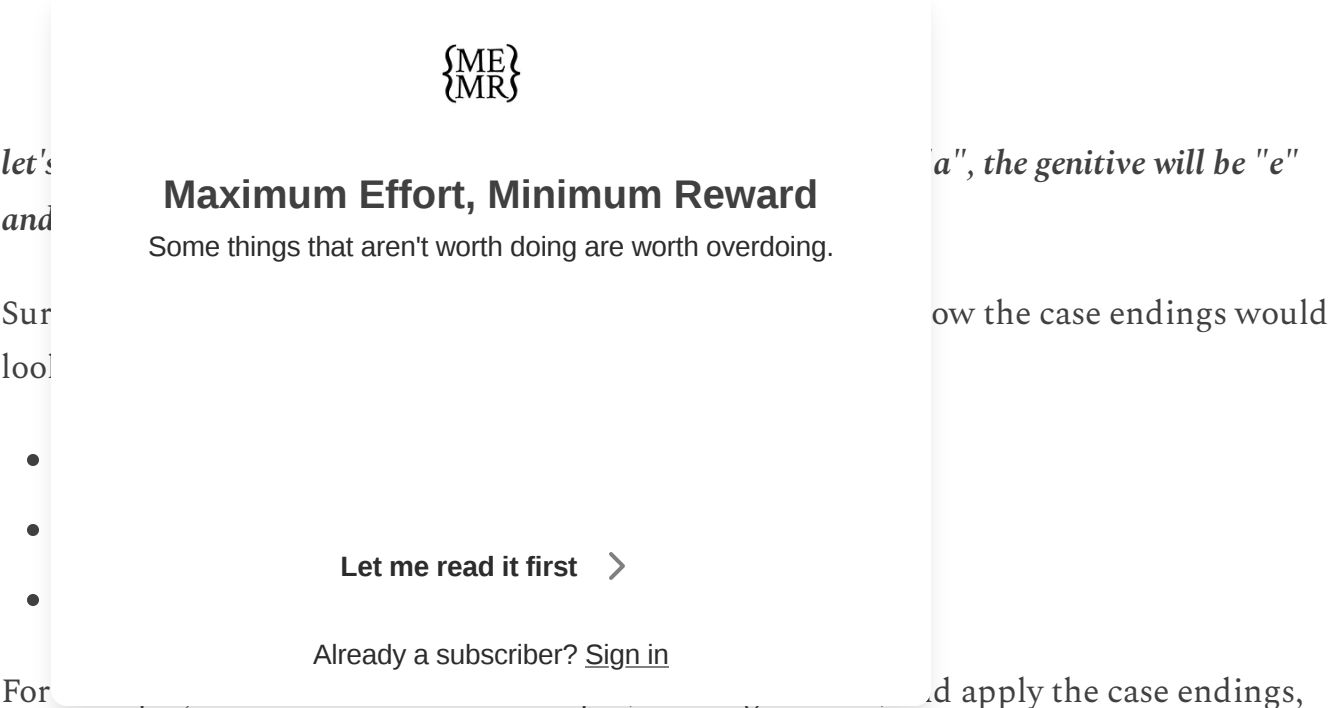 {ME
MR}
let's
a", the genitive will be "e"
Maximum Effort, Minimum Reward
and
Some things that aren't worth doing are worth overdoing.
Sur
ow the case endings would
look
Let me read it first
Already a subscriber? Sign in
For
d apply the case endings,